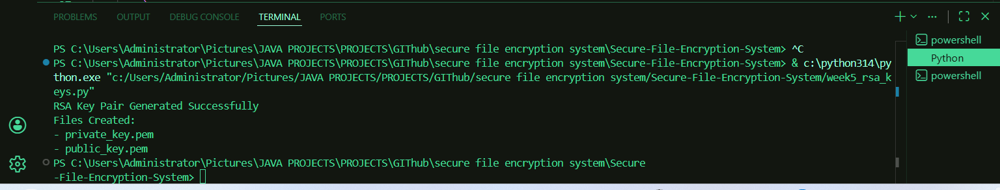 PROBLEMS OUTPUT DEBUG CONSOLE TERMINAL PORTS
PS C:\Users\Administrator\Pictures\JAVA PROJECTS\PROJECTS\GIThub\secure file encryption system\Secure-File-Encryption-System> ^C
PS C:\Users\Administrator\Pictures\JAVA PROJECTS\PROJECTS\GIThub\secure file encryption system\Secure-File-Encryption-System> & c:\python314\py
thon.exe "c:/Users/Administrator/Pictures/JAVA PROJECTS/PROJECTS/GIThub/secure file encryption system/Secure-File-Encryption-System/week5_rsa_k
eys.py"
RSA Key Pair Generated Successfully
Files Created:
- private_key.pem
- public_key.pem
PS C:\Users\Administrator\Pictures\JAVA PROJECTS\PROJECTS\GIThub\secure file encryption system\Secure
-File-Encryption-System>
powershell
Python
powershell